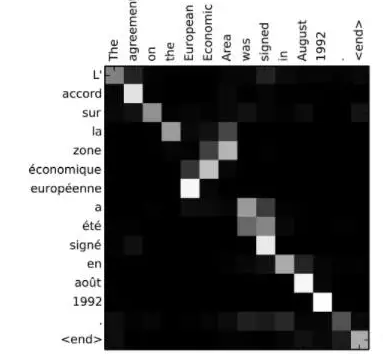 The agreement on the European Economic Area was signed in August 1992 . <end>
L'
accord
sur
la
zone
économique
européenne
a
été
signé
en
août
1992
.
<end>